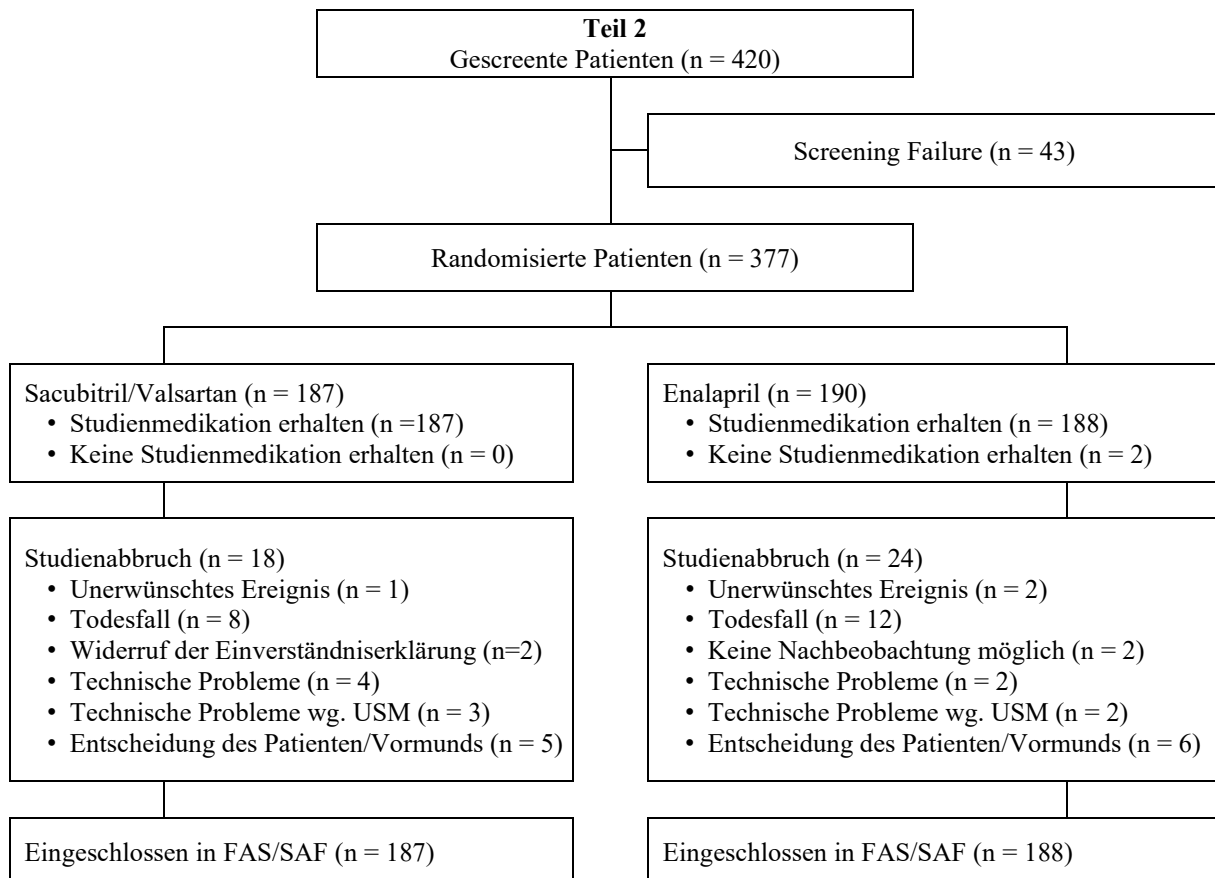 Teil 2
Gescreente Patienten (n = 420)
Screening Failure (n = 43)
Randomisierte Patienten (n = 377)
Sacubitril/Valsartan (n = 187)
• Studienmedikation erhalten (n =187)
• Keine Studienmedikation erhalten (n = 0)
Enalapril (n = 190)
• Studienmedikation erhalten (n = 188)
• Keine Studienmedikation erhalten (n = 2)
Studienabbruch (n = 18)
• Unerwünschtes Ereignis (n = 1)
• Todesfall (n = 8)
• Widerruf der Einverständniserklärung (n=2)
• Technische Probleme (n = 4)
• Technische Probleme wg. USM (n = 3)
• Entscheidung des Patienten/Vormunds (n = 5)
Studienabbruch (n = 24)
• Unerwünschtes Ereignis (n = 2)
• Todesfall (n = 12)
• Keine Nachbeobachtung möglich (n = 2)
• Technische Probleme (n = 2)
• Technische Probleme wg. USM (n = 2)
• Entscheidung des Patienten/Vormunds (n = 6)
Eingeschlossen in FAS/SAF (n = 187)
Eingeschlossen in FAS/SAF (n = 188)